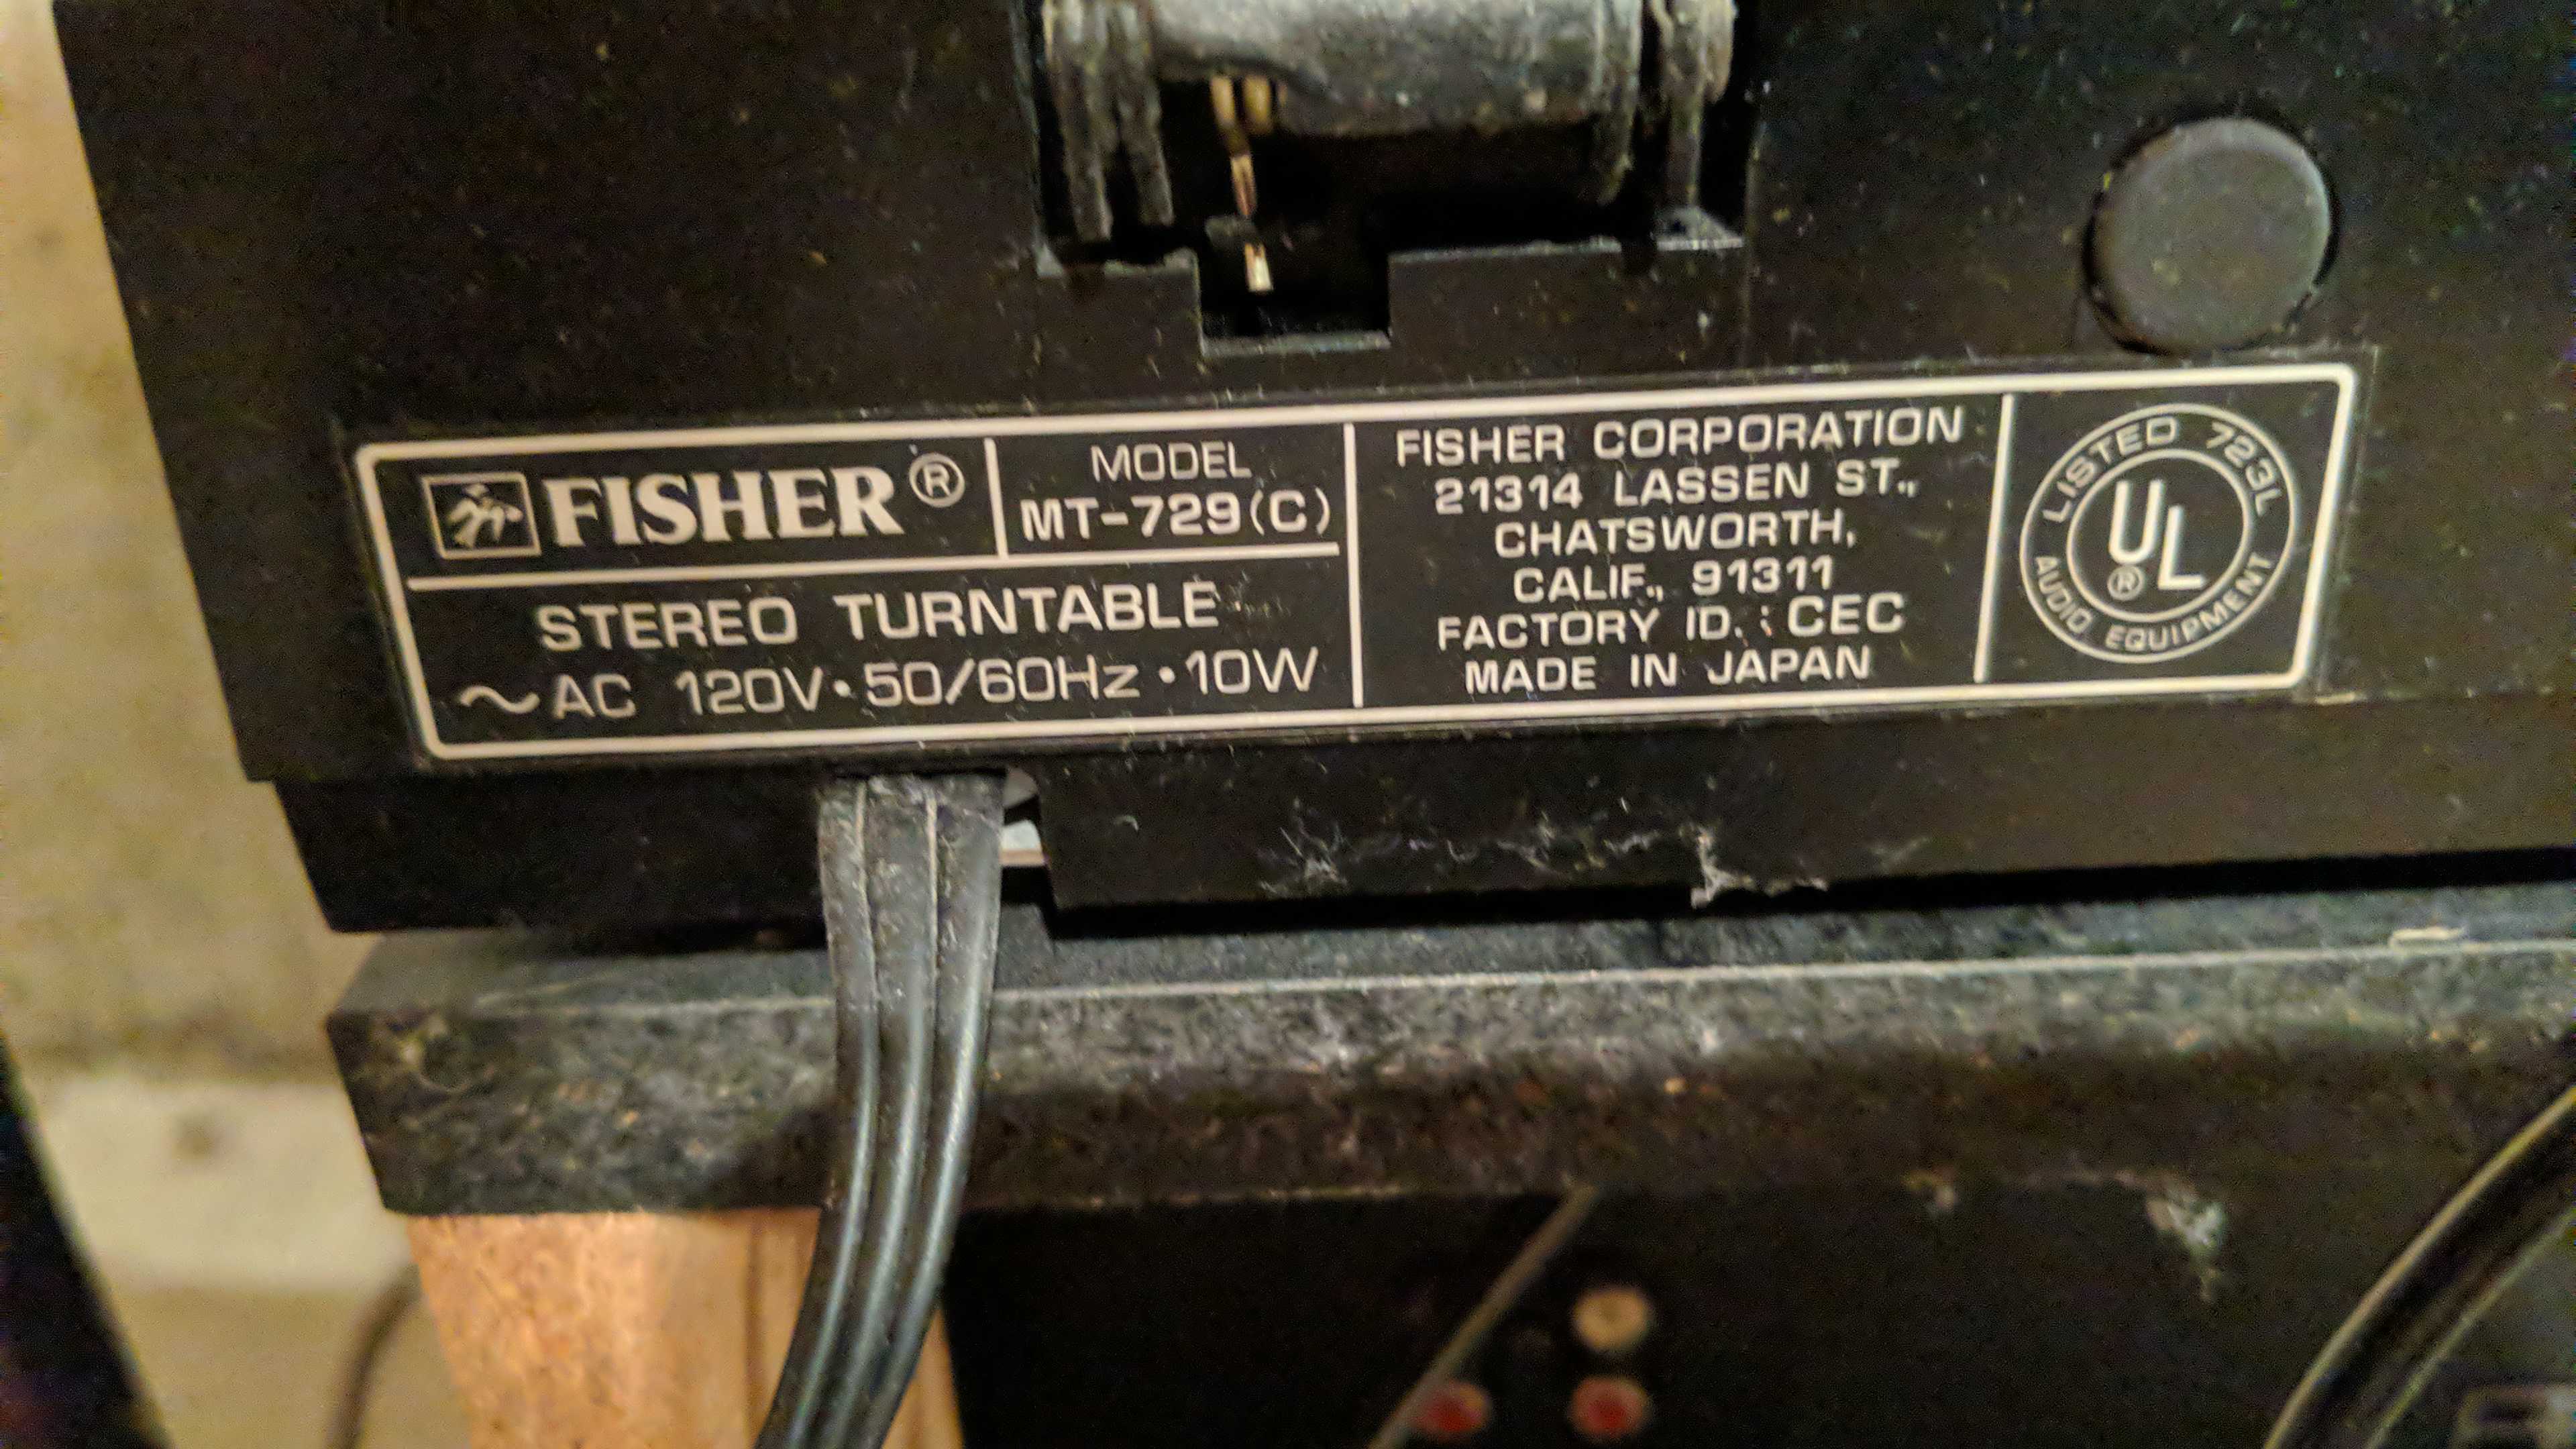 FISHER®
MODEL
MT-729(C)
STEREO TURNTABLE
~AC 120V•50/60Hz•10W
FISHER CORPORATION
21314 LASSEN ST.,
CHATSWORTH,
CALIF., 91311
FACTORY ID.: CEC
MADE IN JAPAN
LISTED 723L
UL®
AUDIO EQUIPMENT